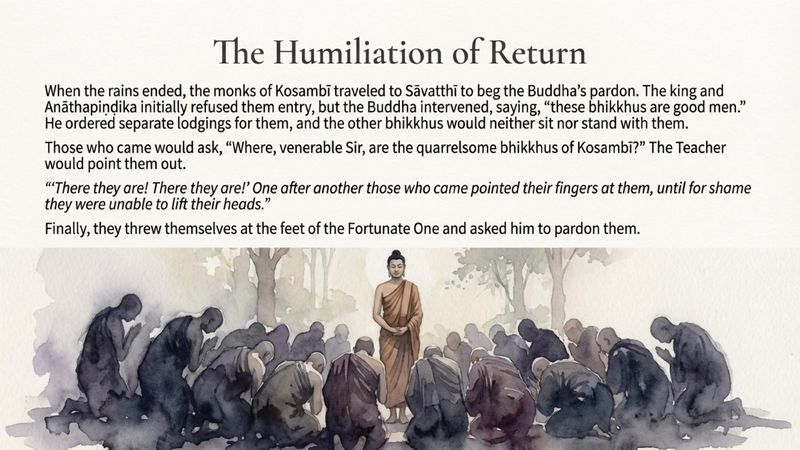 The Humiliation of Return
When the rains ended, the monks of Kosambī traveled to Sāvatthī to beg the Buddha’s pardon. The king and
Anāthapiṇḍika initially refused them entry, but the Buddha intervened, saying, “these bhikkhus are good men.”
He ordered separate lodgings for them, and the other bhikkhus would neither sit nor stand with them.
Those who came would ask, “Where, venerable Sir, are the quarrelsome bhikkhus of Kosambī?” The Teacher
would point them out.
“‘There they are! There they are!’ One after another those who came pointed their fingers at them, until for shame
they were unable to lift their heads.”
Finally, they threw themselves at the feet of the Fortunate One and asked him to pardon them.